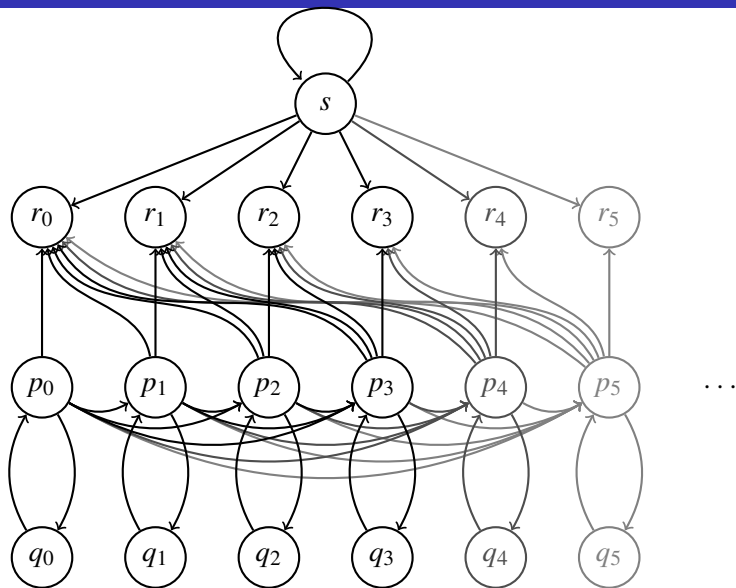 s
r₀ r₁ r₂ r₃ r₄ r₅
p₀ p₁ p₂ p₃ p₄ p₅ ...
q₀ q₁ q₂ q₃ q₄ q₅